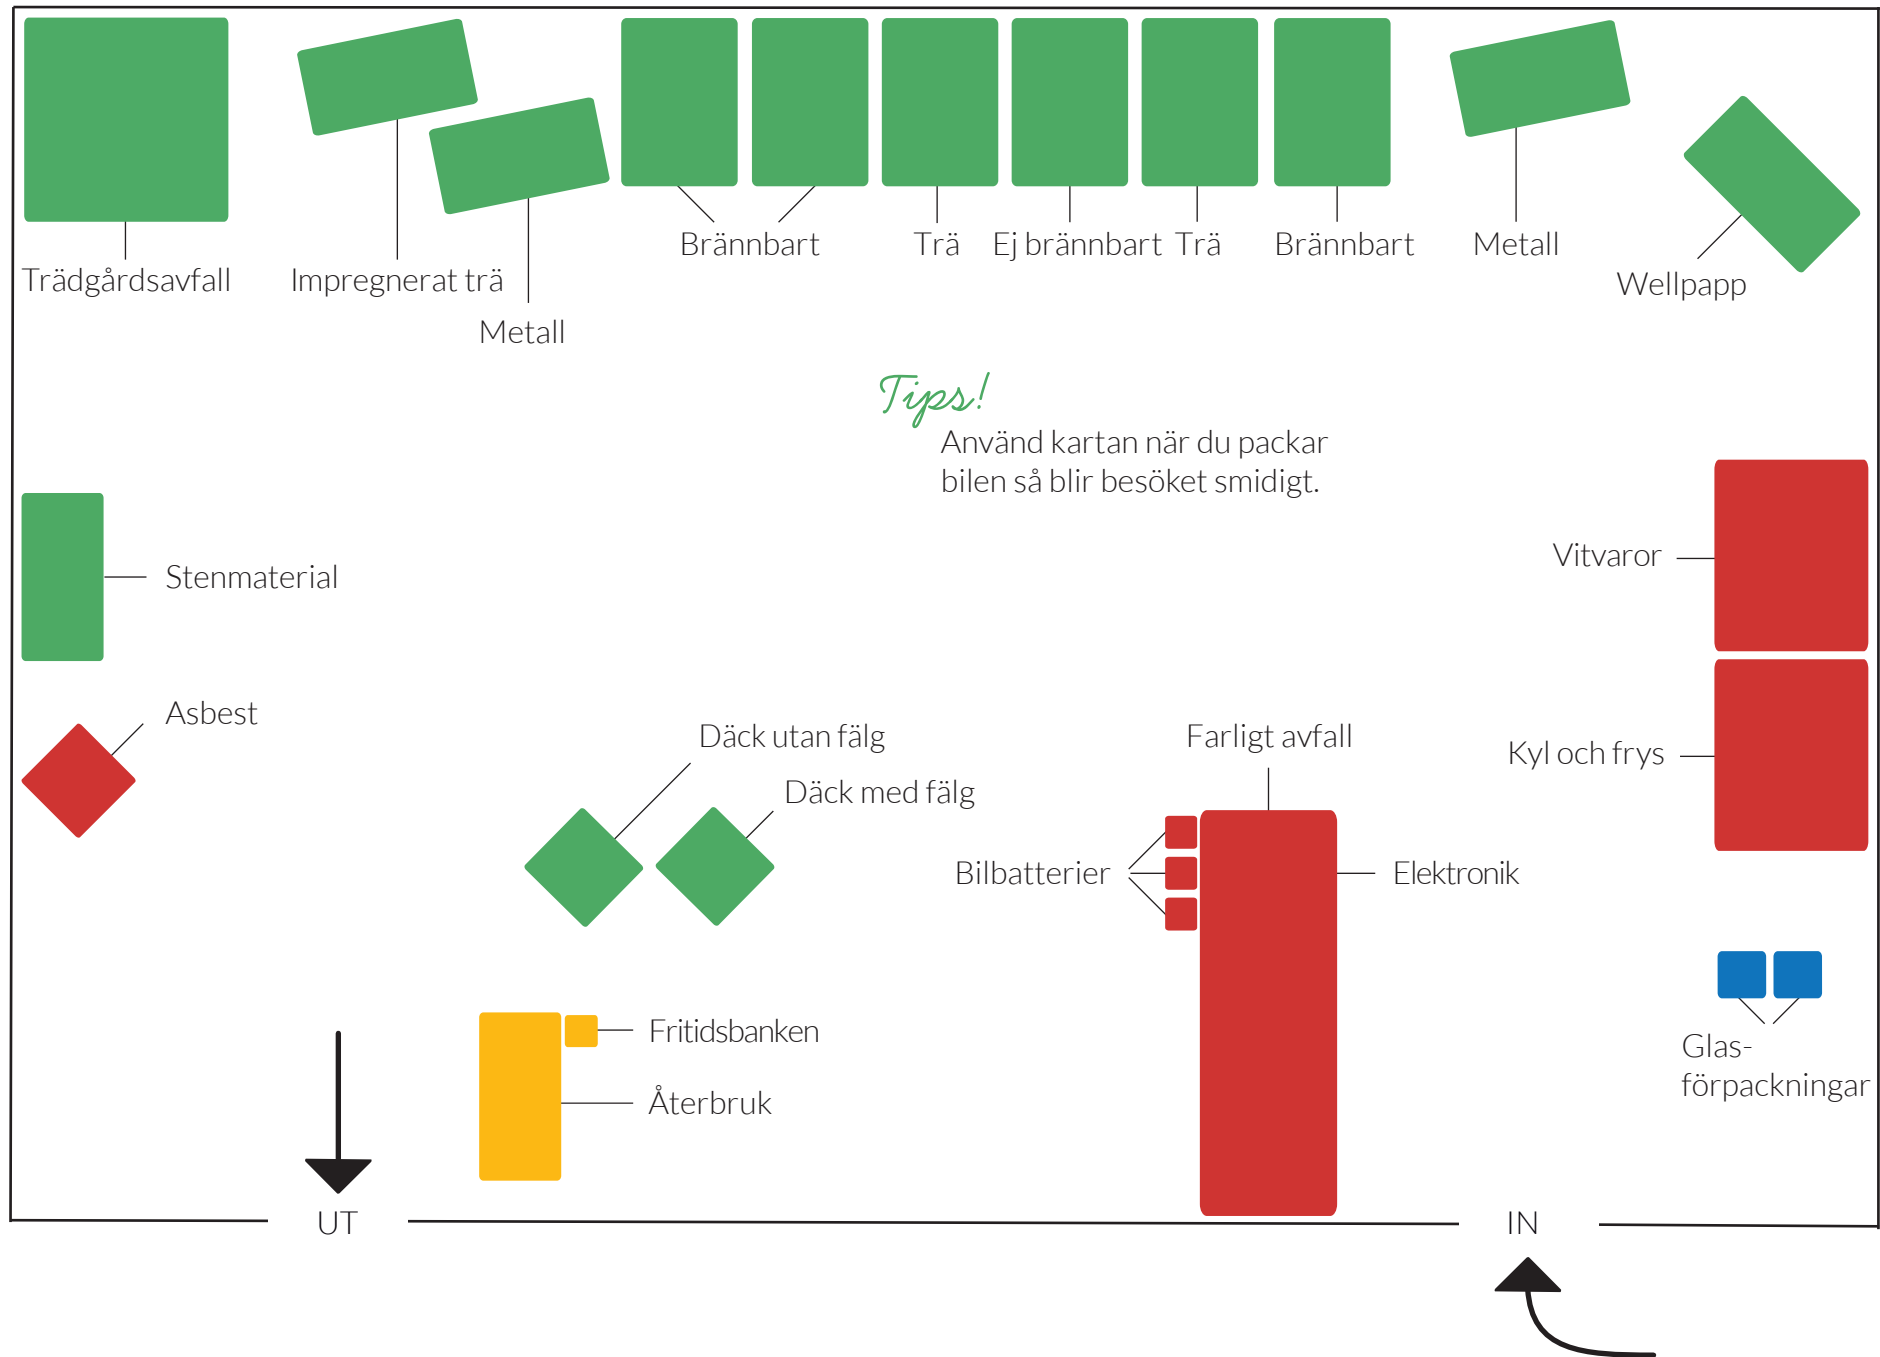 Brännbart
Trä
Ej brännbart
Trä
Brännbart
Metall
Trädgårdsavfall
Impregnerat trä
Wellpapp
Metall
Tips!
Använd kartan när du packar
bilen så blir besöket smidigt.
Vitvaror
Stenmaterial
Asbest
Däck utan fälg
Farligt avfall
Kyl och frys
Däck med fälg
Bilbatterier
Elektronik
Fritidsbanken
Glas-
förpackningar
Återbruk
UT
IN